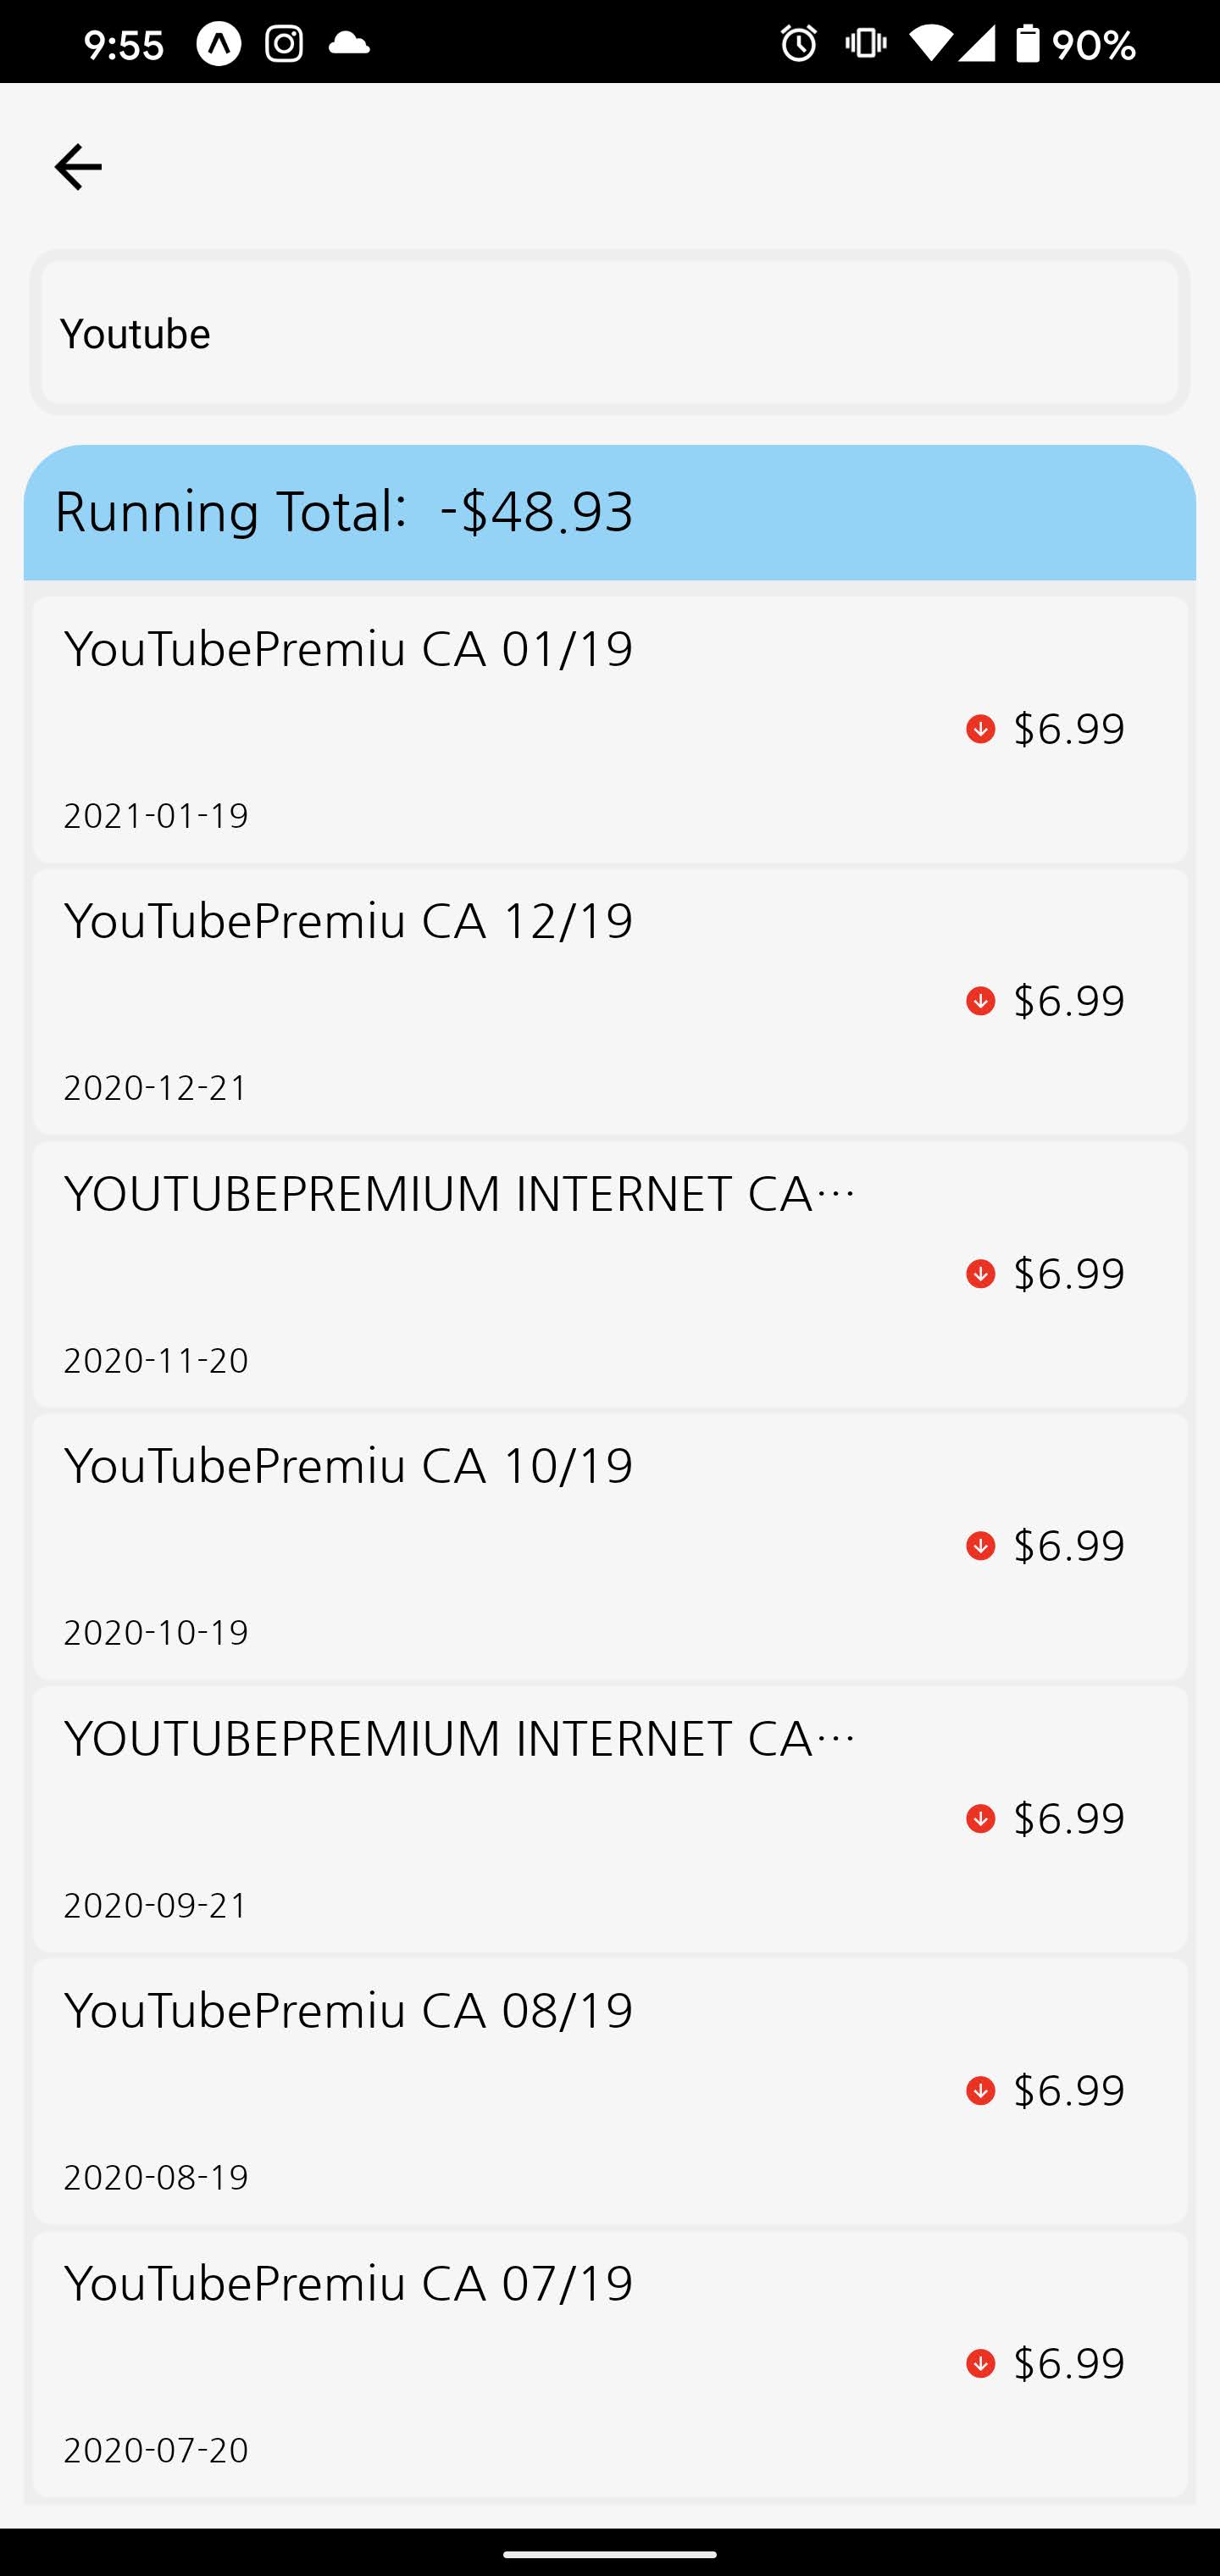 9:55 90%
Youtube
Running Total: -$48.93
YouTubePremiu CA 01/19
$6.99
2021-01-19
YouTubePremiu CA 12/19
$6.99
2020-12-21
YOUTUBEPREMIUM INTERNET CA...
$6.99
2020-11-20
YouTubePremiu CA 10/19
$6.99
2020-10-19
YOUTUBEPREMIUM INTERNET CA...
$6.99
2020-09-21
YouTubePremiu CA 08/19
$6.99
2020-08-19
YouTubePremiu CA 07/19
$6.99
2020-07-20